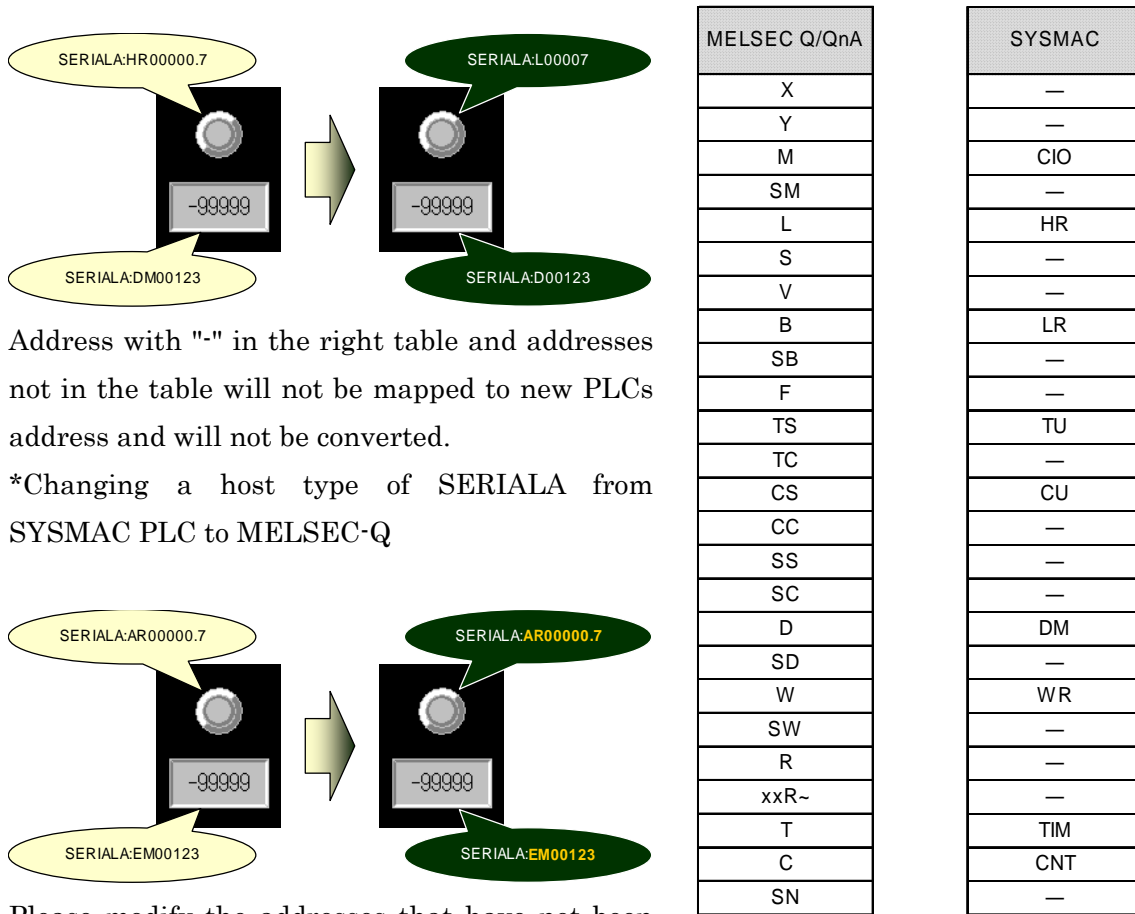 SERIALA:HR00000.7
SERIALA:L00007
-99999
-99999
SERIALA:DM00123
SERIALA:D00123
Address with "-" in the right table and addresses
not in the table will not be mapped to new PLCs
address and will not be converted.
*Changing a host type of SERIALA from
SYSMAC PLC to MELSEC-Q
SERIALA:AR00000.7
SERIALA:AR00000.7
-99999
-99999
SERIALA:EM00123
SERIALA:EM00123
Please modify the addresses that have not been
MELSEC Q/QnA SYSMAC
X —
Y —
M CIO
SM —
L HR
S —
V —
B LR
SB —
F —
TS TU
TC —
CS CU
CC —
SS —
SC —
D DM
SD —
W WR
SW —
R —
xxR~ —
T TIM
C CNT
SN —